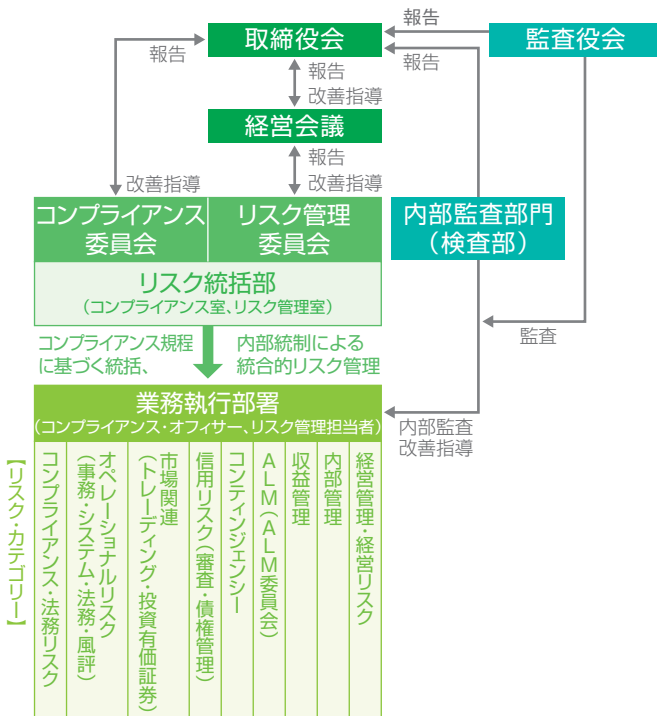 報告
取締役会
監査役会
報告
報告
報告
改善指導
経営会議
報告
改善指導
改善指導
コンプライアンス
委員会
リスク管理
委員会
内部監査部門
（検査部）
リスク統括部
（コンプライアンス室、リスク管理室）
監査
コンプライアンス規程
に基づく統括、
内部統制による
統合的リスク管理
業務執行部署
（コンプライアンス・オフィサー、リスク管理担当者）
内部監査
改善指導
【リスク・カテゴリー】
コンプライアンス・法務リスク
オペレーショナルリスク
（事務・システム・法務・風評）
市場関連
（トレーディング・投資有価証券）
信用リスク（審査・債権管理）
コンティンジェンシー
ALM（ALM委員会）
収益管理
内部管理
経営管理・経営リスク